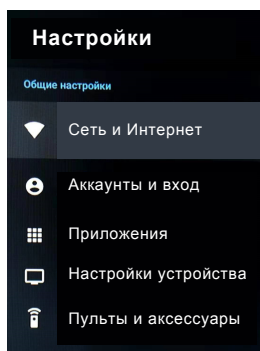 Настройки
Общие настройки
Сеть и Интернет
Аккаунты и вход
Приложения
Настройки устройства
Пульты и аксессуары